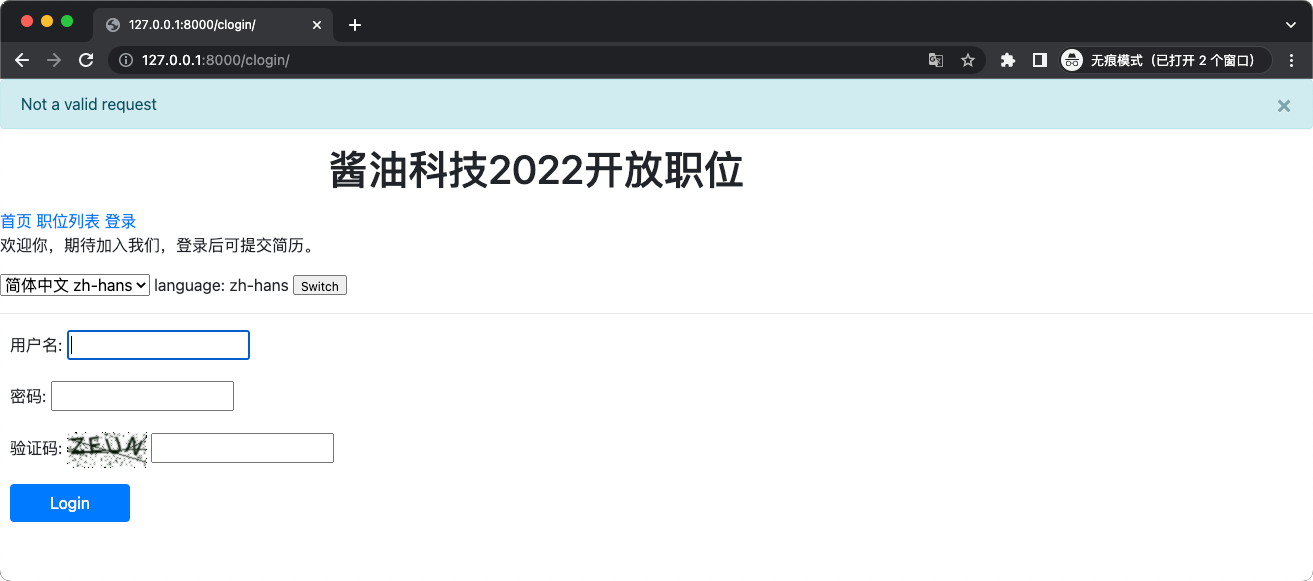 127.0.0.1:8000/clogin/
127.0.0.1:8000/clogin/
无痕模式（已打开 2 个窗口）
Not a valid request
酱油科技2022开放职位
首页 职位列表 登录
欢迎你，期待加入我们，登录后可提交简历。
简体中文 zh-hans language: zh-hans Switch
用户名:
密码:
验证码: ZEUN
Login